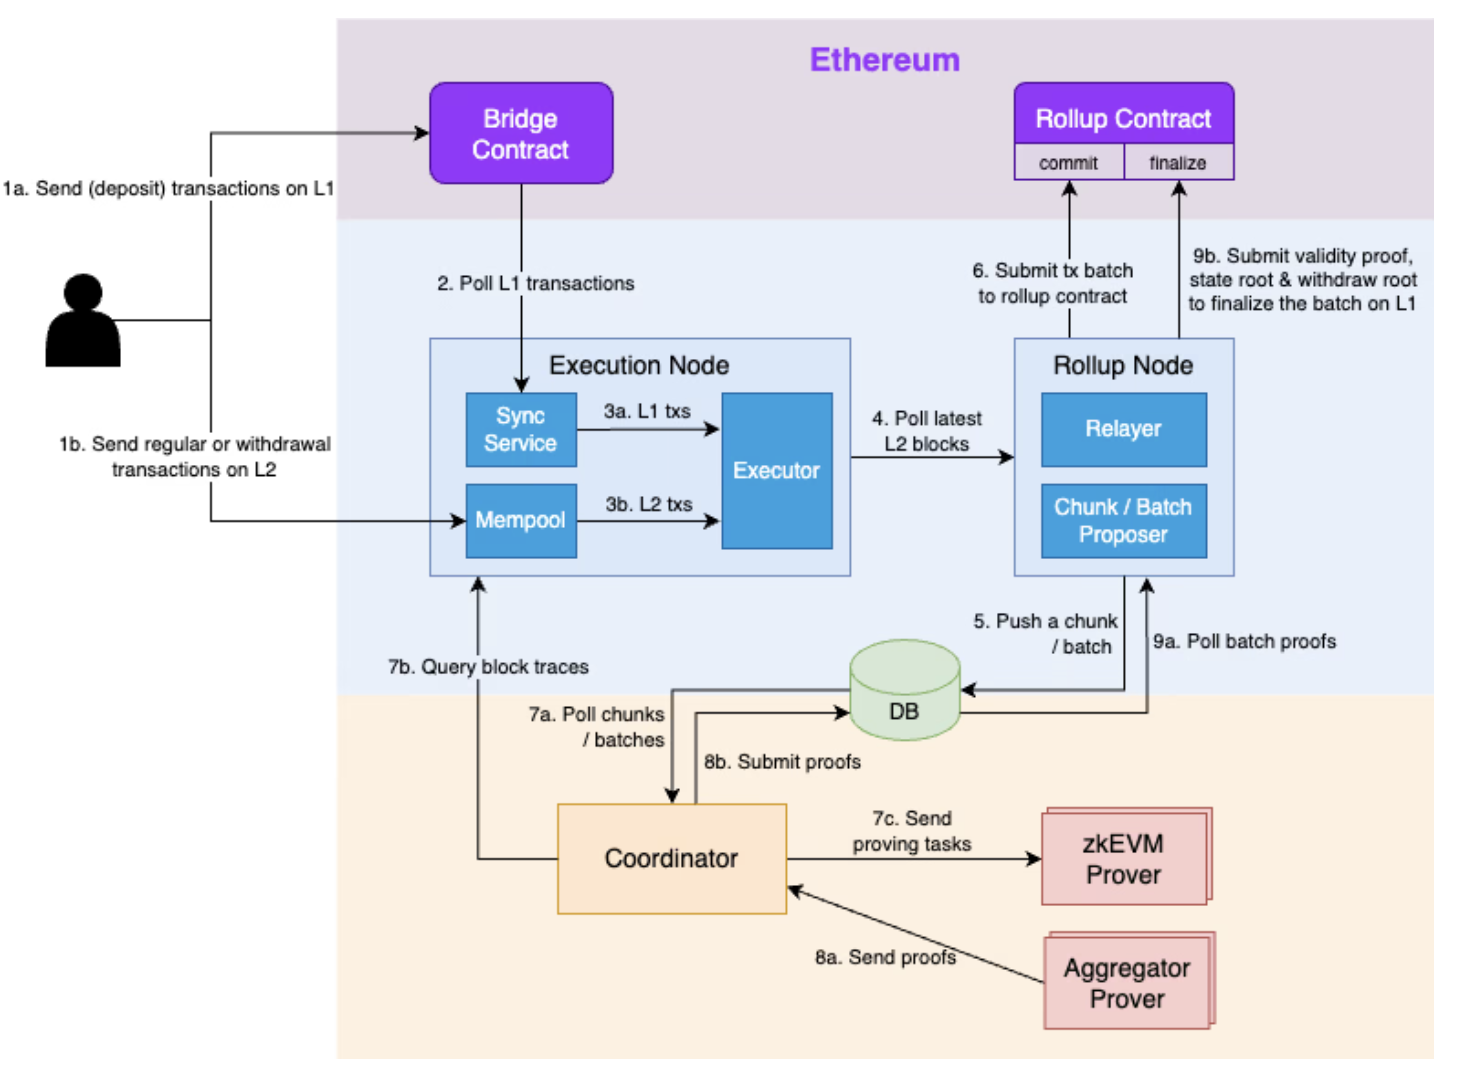 Ethereum
Bridge
Contract
Rollup Contract
commit
finalize
1a. Send (deposit) transactions on L1
2. Poll L1 transactions
6. Submit tx batch
to rollup contract
9b. Submit validity proof,
state root & withdraw root
to finalize the batch on L1
Execution Node
Sync
Service
3a. L1 txs
Executor
Mempool
3b. L2 txs
1b. Send regular or withdrawal
transactions on L2
4. Poll latest
L2 blocks
Rollup Node
Relayer
Chunk / Batch
Proposer
5. Push a chunk
/ batch
9a. Poll batch proofs
7b. Query block traces
DB
7a. Poll chunks
/ batches
8b. Submit proofs
Coordinator
7c. Send
proving tasks
zkEVM
Prover
8a. Send proofs
Aggregator
Prover